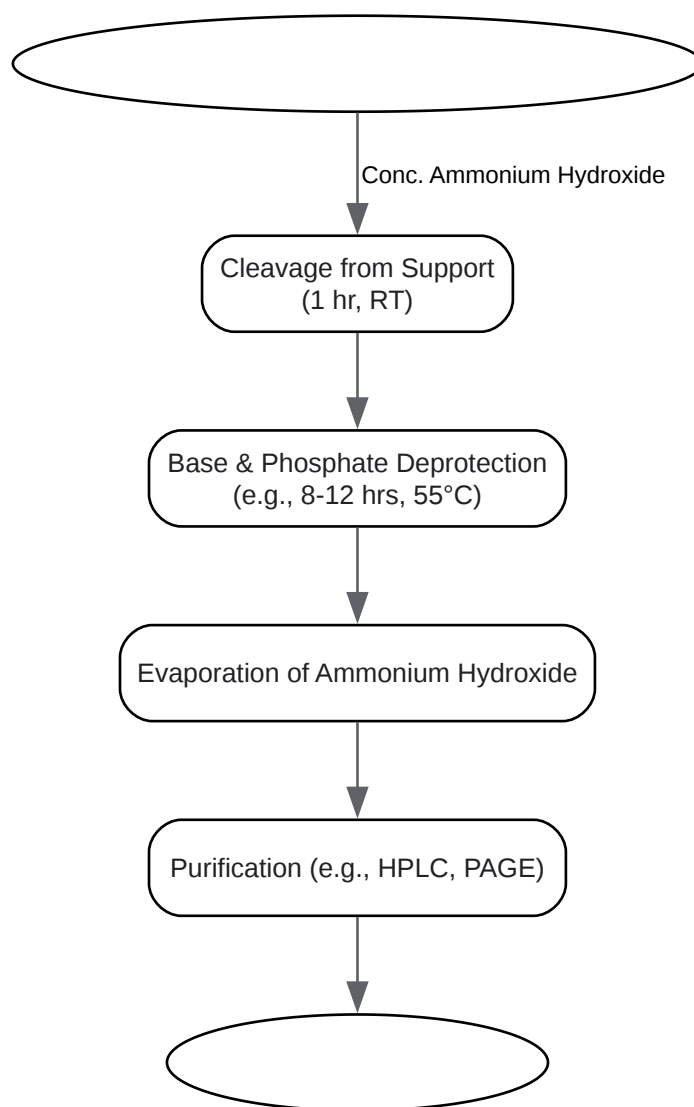 Conc. Ammonium Hydroxide
Cleavage from Support
(1 hr, RT)
Base & Phosphate Deprotection
(e.g., 8-12 hrs, 55°C)
Evaporation of Ammonium Hydroxide
Purification (e.g., HPLC, PAGE)